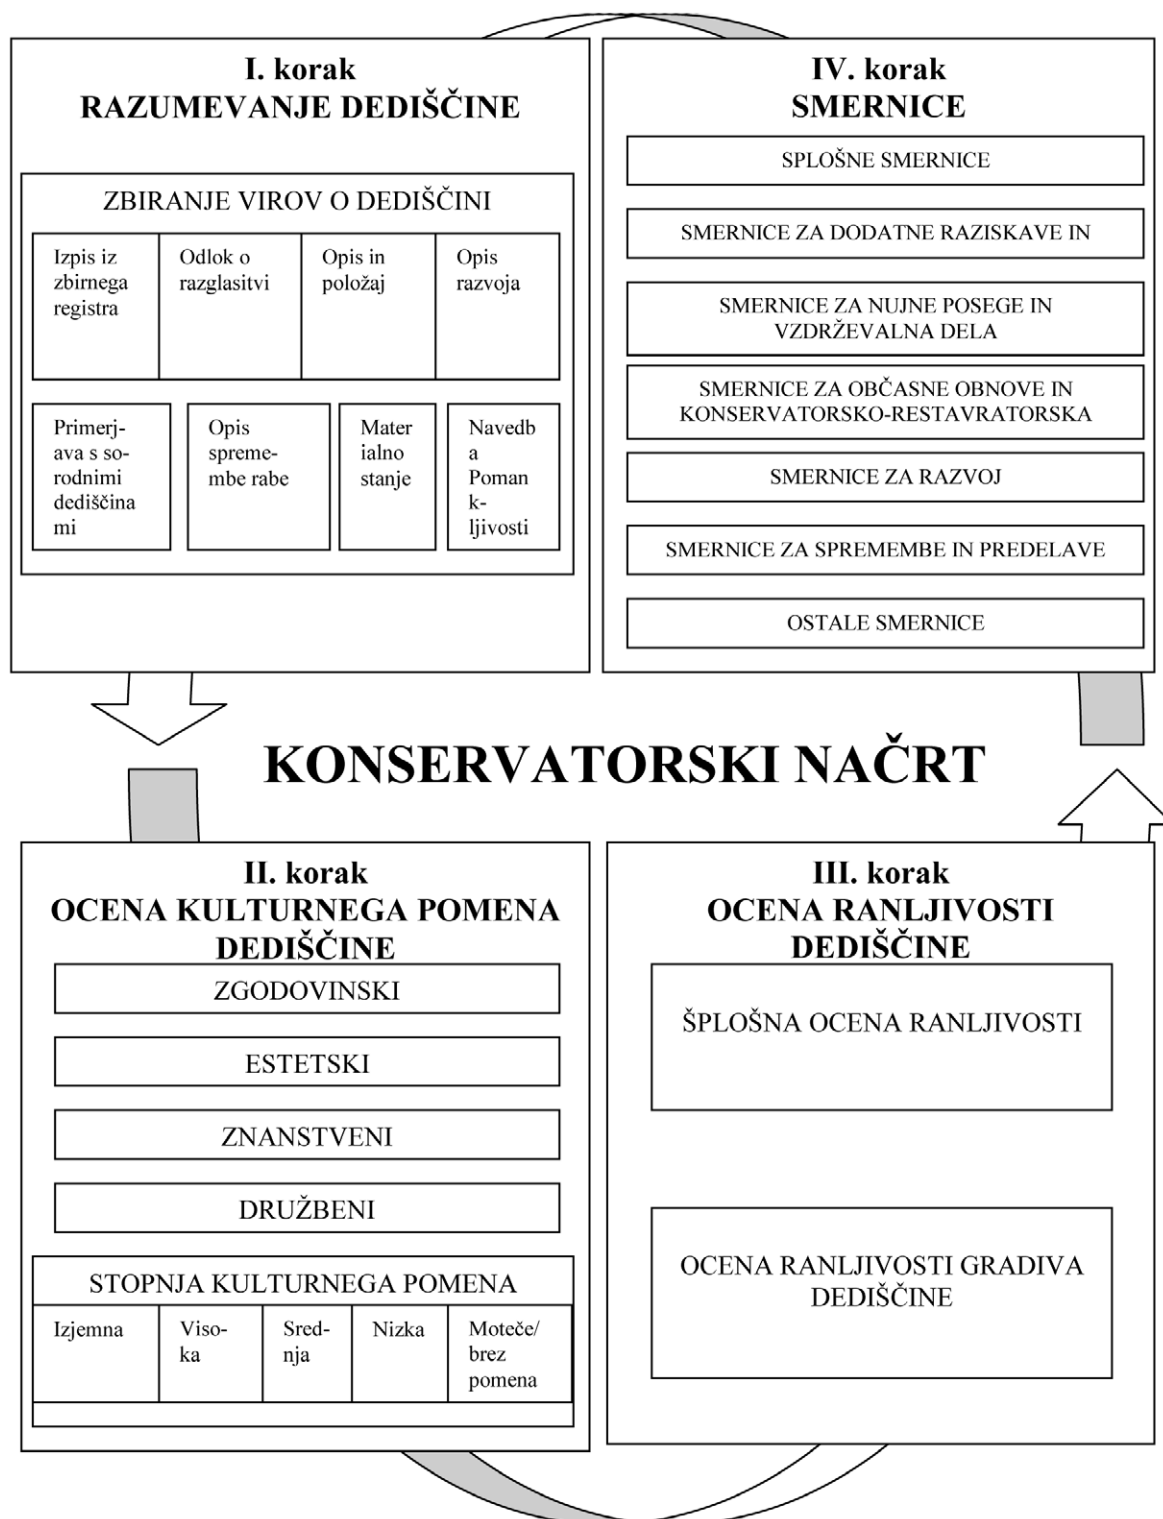 I. korak
RAZUMEVANJE DEDIŠČINE
ZBIRANJE VIROV O DEDIŠČINI
Izpis iz
zbirnega
registra
Odlok o
razglasitvi
Opis in
položaj
Opis
razvoja
Primerj-
ava s so-
rodnimi
dediščina
mi
Opis
spreme-
mbe rabe
Mater
ialno
stanje
Navedb
a
Poman
k-
ljivosti
IV. korak
SMERNICE
SPLOŠNE SMERNICE
SMERNICE ZA DODATNE RAZISKAVE IN
SMERNICE ZA NUJNE POSEGE IN
VZDRŽEVALNA DELA
SMERNICE ZA OBČASNE OBNOVE IN
KONSERVATORSKO-RESTAVRATORSKA
SMERNICE ZA RAZVOJ
SMERNICE ZA SPREMEMBE IN PREDELAVE
OSTALE SMERNICE
KONSERVATORSKI NAČRT
II. korak
OCENA KULTURNEGA POMENA
DEDIŠČINE
ZGODOVINSKI
ESTETSKI
ZNANSTVENI
DRUŽBENI
STOPNJA KULTURNEGA POMENA
Izjemna
Viso-
ka
Sred-
nja
Nizka
Moteče/
brez
pomena
III. korak
OCENA RANLJIVOSTI
DEDIŠČINE
ŠPLOŠNA OCENA RANLJIVOSTI
OCENA RANLJIVOSTI GRADIVA
DEDIŠČINE